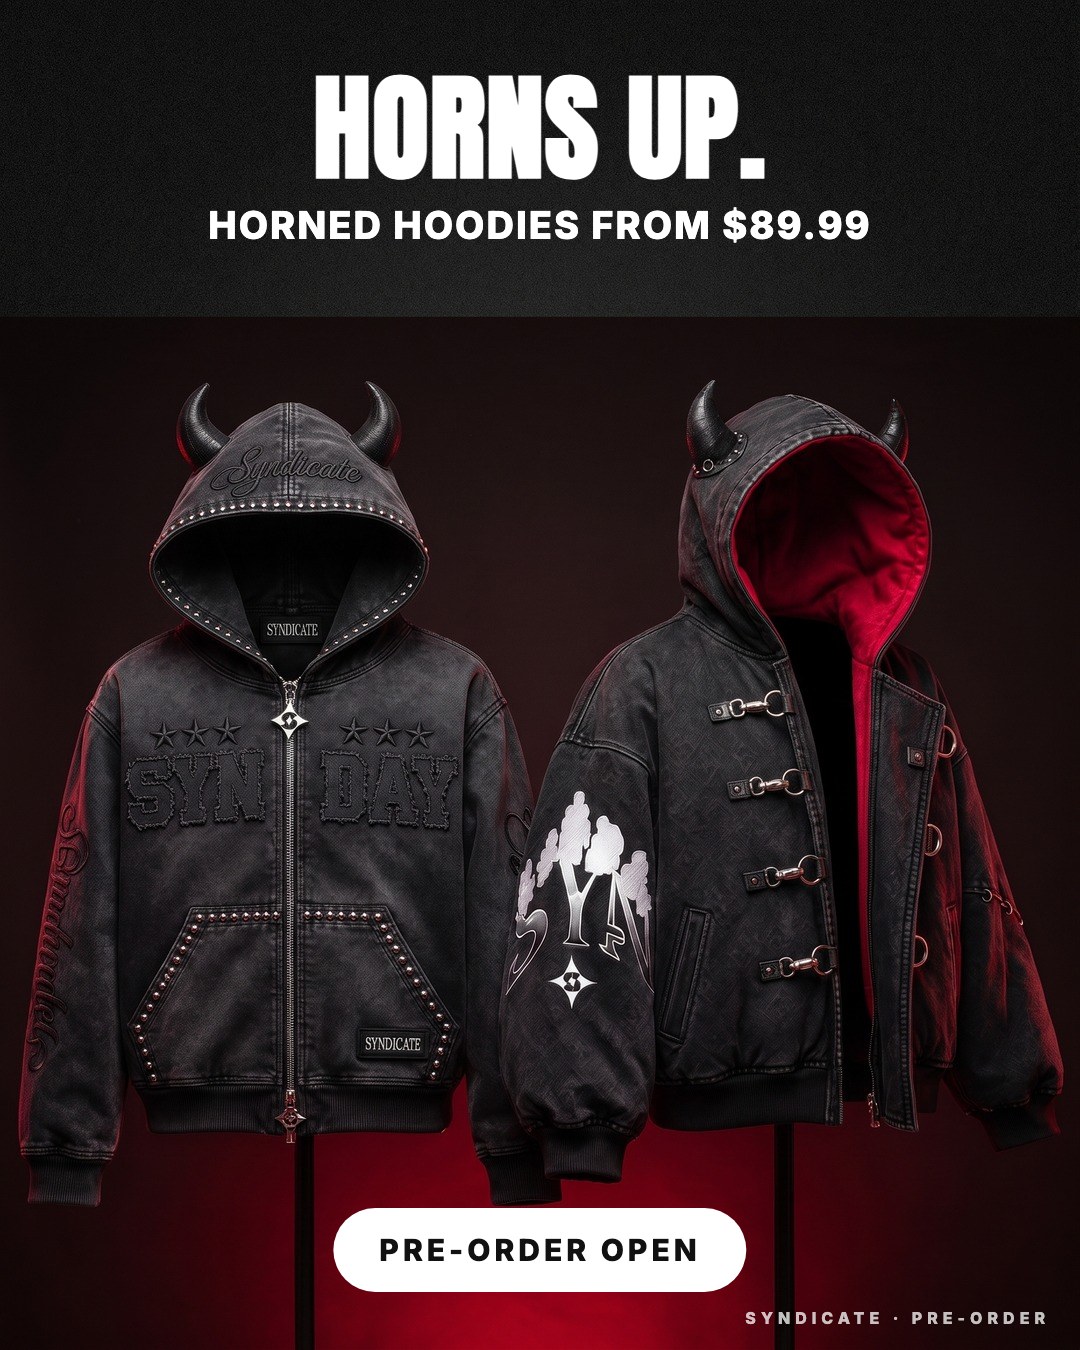 HORNS UP.
HORNED HOODIES FROM $89.99
Syndicate
SYNDICATE
SYN DAY
SYN
SYNDICATE
PRE-ORDER OPEN
SYNDICATE · PRE-ORDER